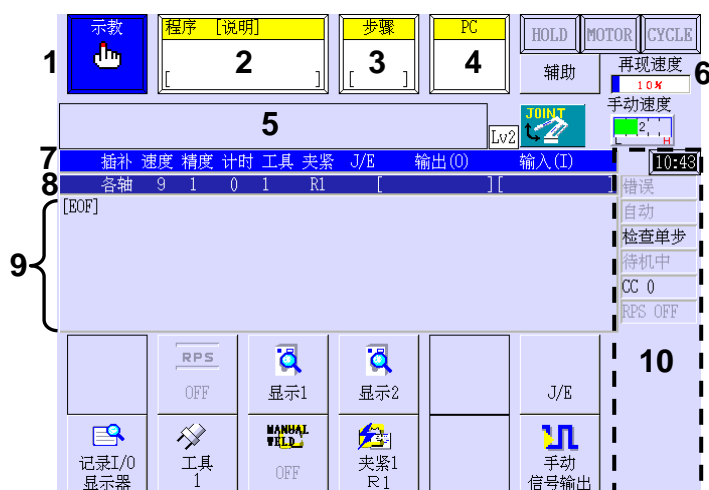 示教
程序 [说明]
步骤
PC
HOLD MOTOR CYCLE
1
2
[ ]
3
[ ]
4
辅助
再现速度
6
10%
手动速度
5
Lv2
JOINT
2
L H
7
插补 速度 精度 计时 工具 夹紧 J/E 输出(O) 输入(I)
10:43
8
各轴 9 1 0 1 R1 [ ][ ]
错误
[EOF]
自动
检查单步
9
待机中
CC 0
RPS OFF
10
RPS
OFF
显示1
显示2
J/E
记录I/O
显示器
工具
1
MANUAL
WELD
OFF
夹紧1
R1
手动
信号输出